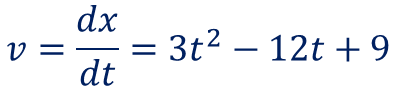 v = dx/dt = 3t² − 12t + 9